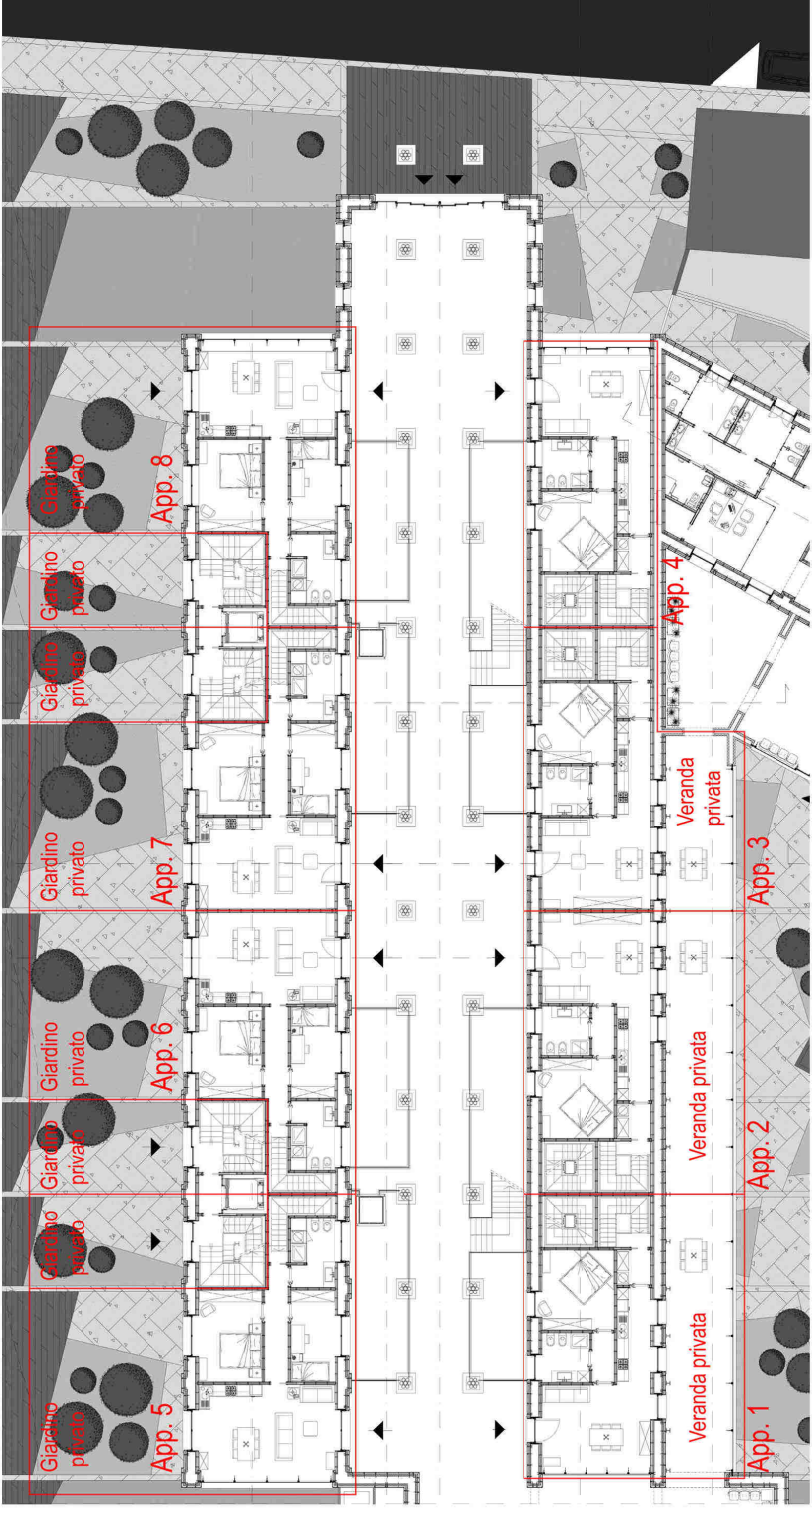 Giardino
privato
App. 8
Giardino
privato
Giardino
privato
Giardino
privato
App. 7
Giardino
privato
App. 6
Giardino
privato
Giardino
privato
Giardino
privato
App. 5
App. 4
Veranda
privata
App. 3
Veranda privata
App. 2
Veranda privata
App. 1